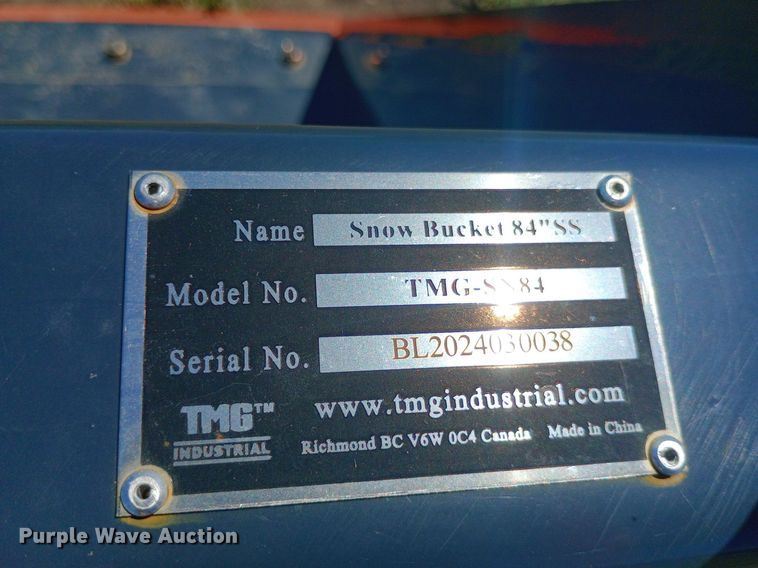 Name Snow Bucket 84"SS
Model No. TMG-SS84
Serial No. BL2024030038
TMG™
INDUSTRIAL
www.tmgindustrial.com
Richmond BC V6W 0C4 Canada Made in China
Purple Wave Auction